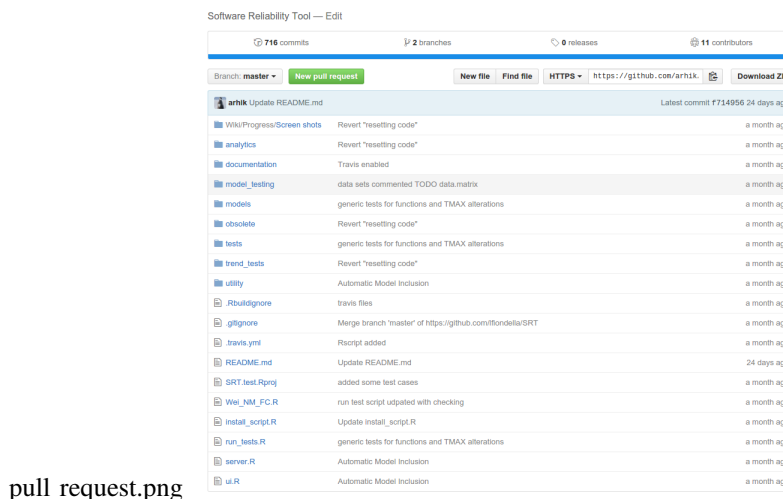 Software Reliability Tool — Edit
716 commits 2 branches 0 releases 11 contributors
Branch: master New pull request New file Find file HTTPS https://github.com/arhik. Download ZI
arhik Update README.md Latest commit f714956 24 days ag
Wiki/Progress/Screen shots Revert "resetting code" a month ag
analytics Revert "resetting code" a month ag
documentation Travis enabled a month ag
model_testing data sets commented TODO data.matrix a month ag
models generic tests for functions and TMAX alterations a month ag
obsolete Revert "resetting code" a month ag
tests generic tests for functions and TMAX alterations a month ag
trend_tests Revert "resetting code" a month ag
utility Automatic Model Inclusion a month ag
.Rbuildignore travis files a month ag
.gitignore Merge branch 'master' of https://github.com/lfiondella/SRT a month ag
.travis.yml Rscript added a month ag
README.md Update README.md 24 days ag
SRT.test.Rproj added some test cases a month ag
Wei_NM_FC.R run test script udpated with checking a month ag
install_script.R Update install_script.R a month ag
run_tests.R generic tests for functions and TMAX alterations a month ag
server.R Automatic Model Inclusion a month ag
ui.R Automatic Model Inclusion a month ag
pull request.png